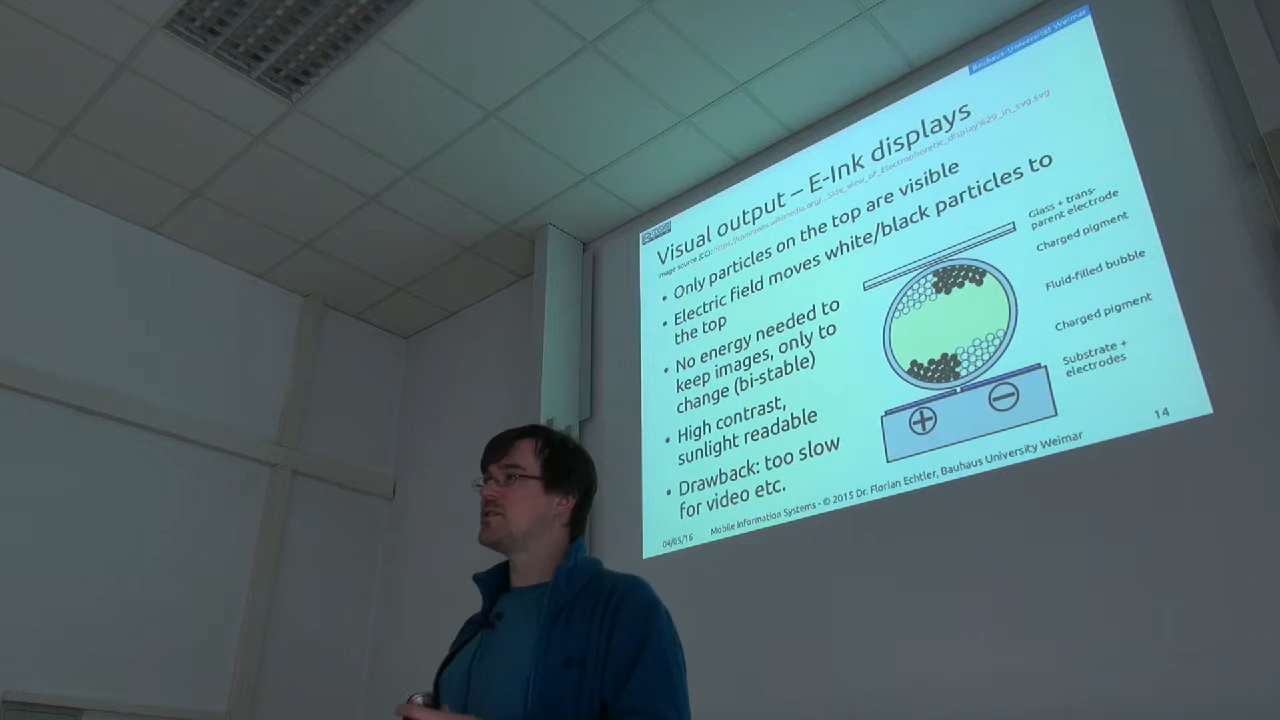 Bauhaus-Universität Weimar
Visual output – E-Ink displays
Image source (CC): https://commons.wikimedia.org/
• Only particles on the top are visible
• Electric field moves white/black particles to
the top
• No energy needed to
keep images, only to
change (bi-stable)
• High contrast,
sunlight readable
• Drawback: too slow
for video etc.
Glass + trans-
parent electrode
Charged pigment
Fluid-filled bubble
Charged pigment
Substrate +
electrodes
+ −
04/05/16
Mobile Information Systems - © 2015 Dr. Florian Echtler, Bauhaus University Weimar
14